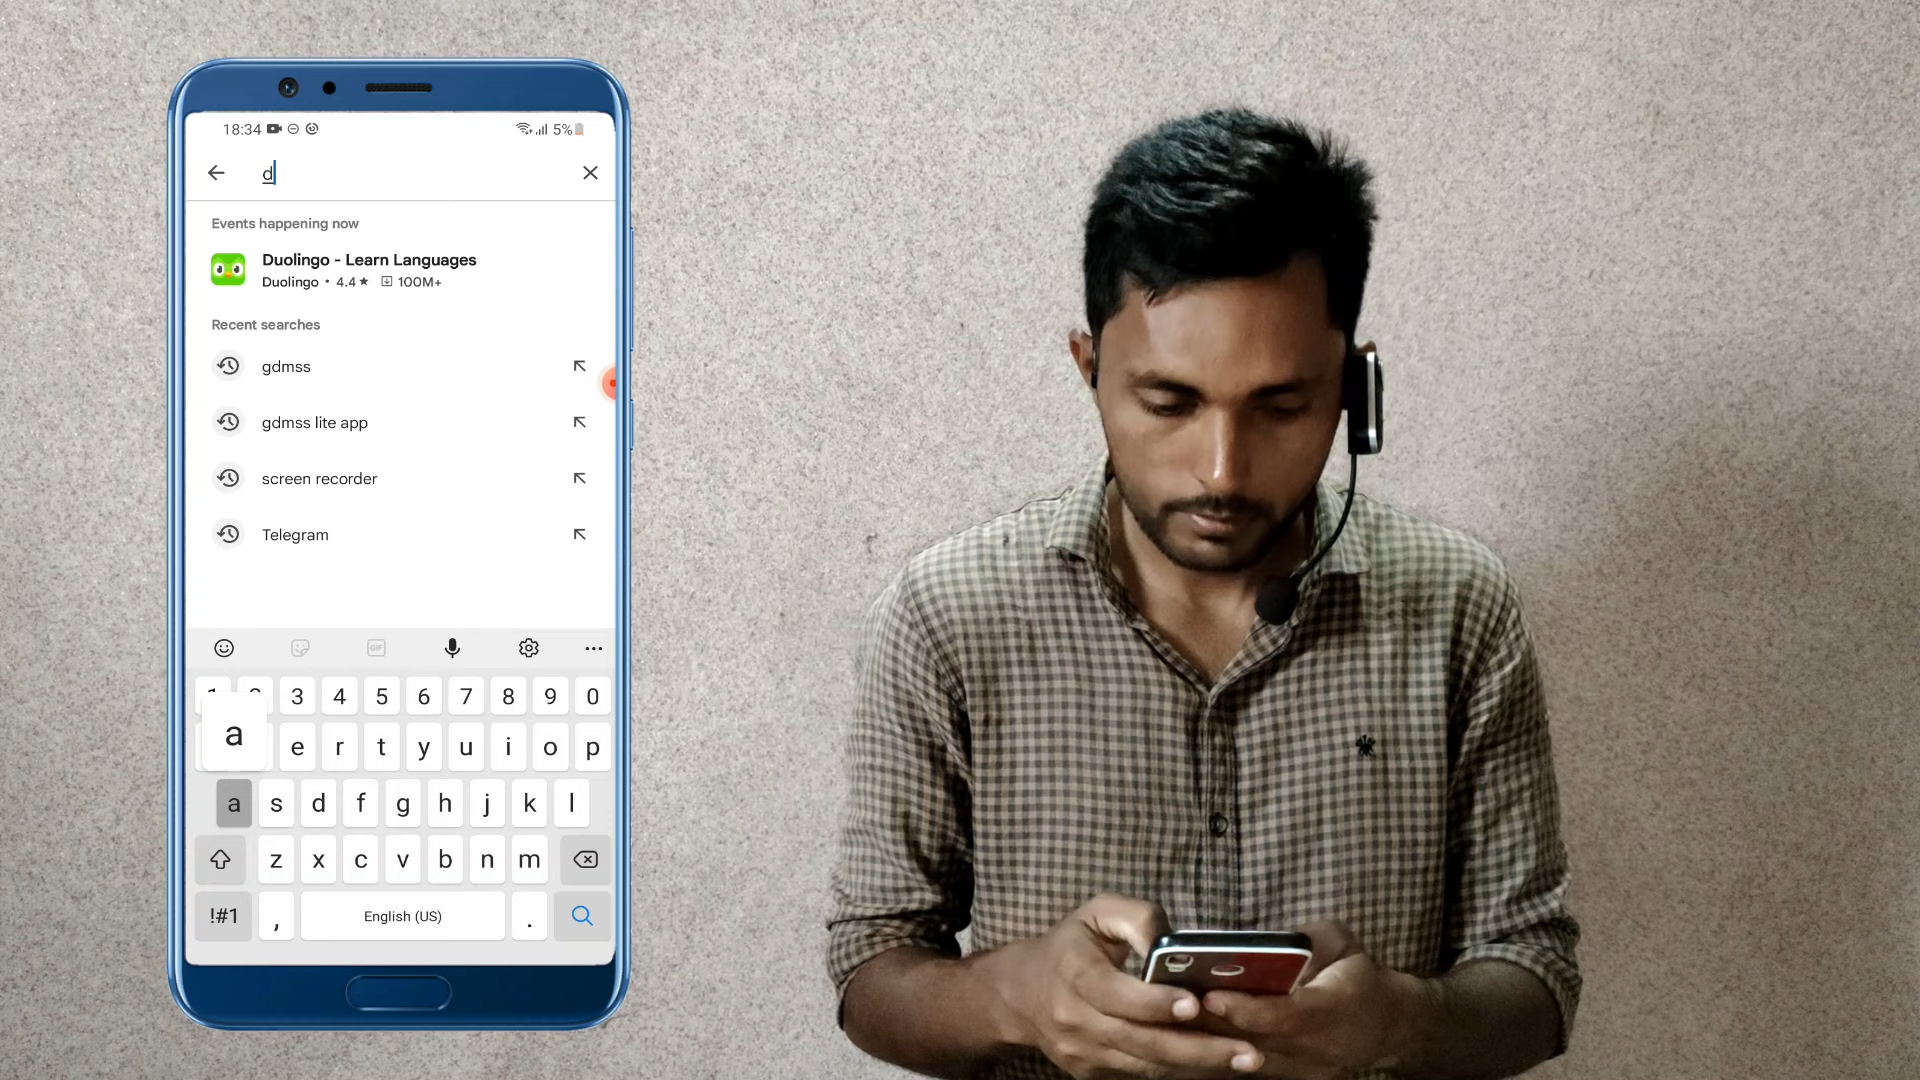 18:34 5%
d
Events happening now
Duolingo - Learn Languages
Duolingo • 4.4★ 100M+
Recent searches
gdmss
gdmss lite app
screen recorder
Telegram
GIF
3 4 5 6 7 8 9 0
a
e r t y u i o p
a s d f g h j k l
z x c v b n m
!#1 , English (US) .